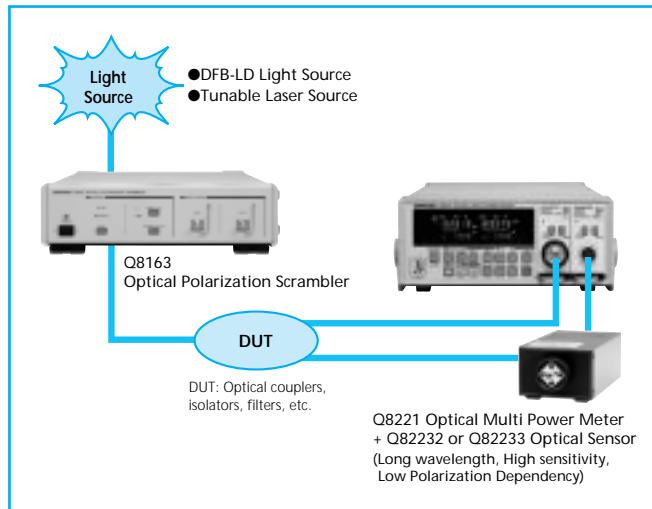 Light
Source
●DFB-LD Light Source
●Tunable Laser Source
Q8163
Optical Polarization Scrambler
DUT
DUT: Optical couplers,
isolators, filters, etc.
Q8221 Optical Multi Power Meter
+ Q82232 or Q82233 Optical Sensor
(Long wavelength, High sensitivity,
Low Polarization Dependency)